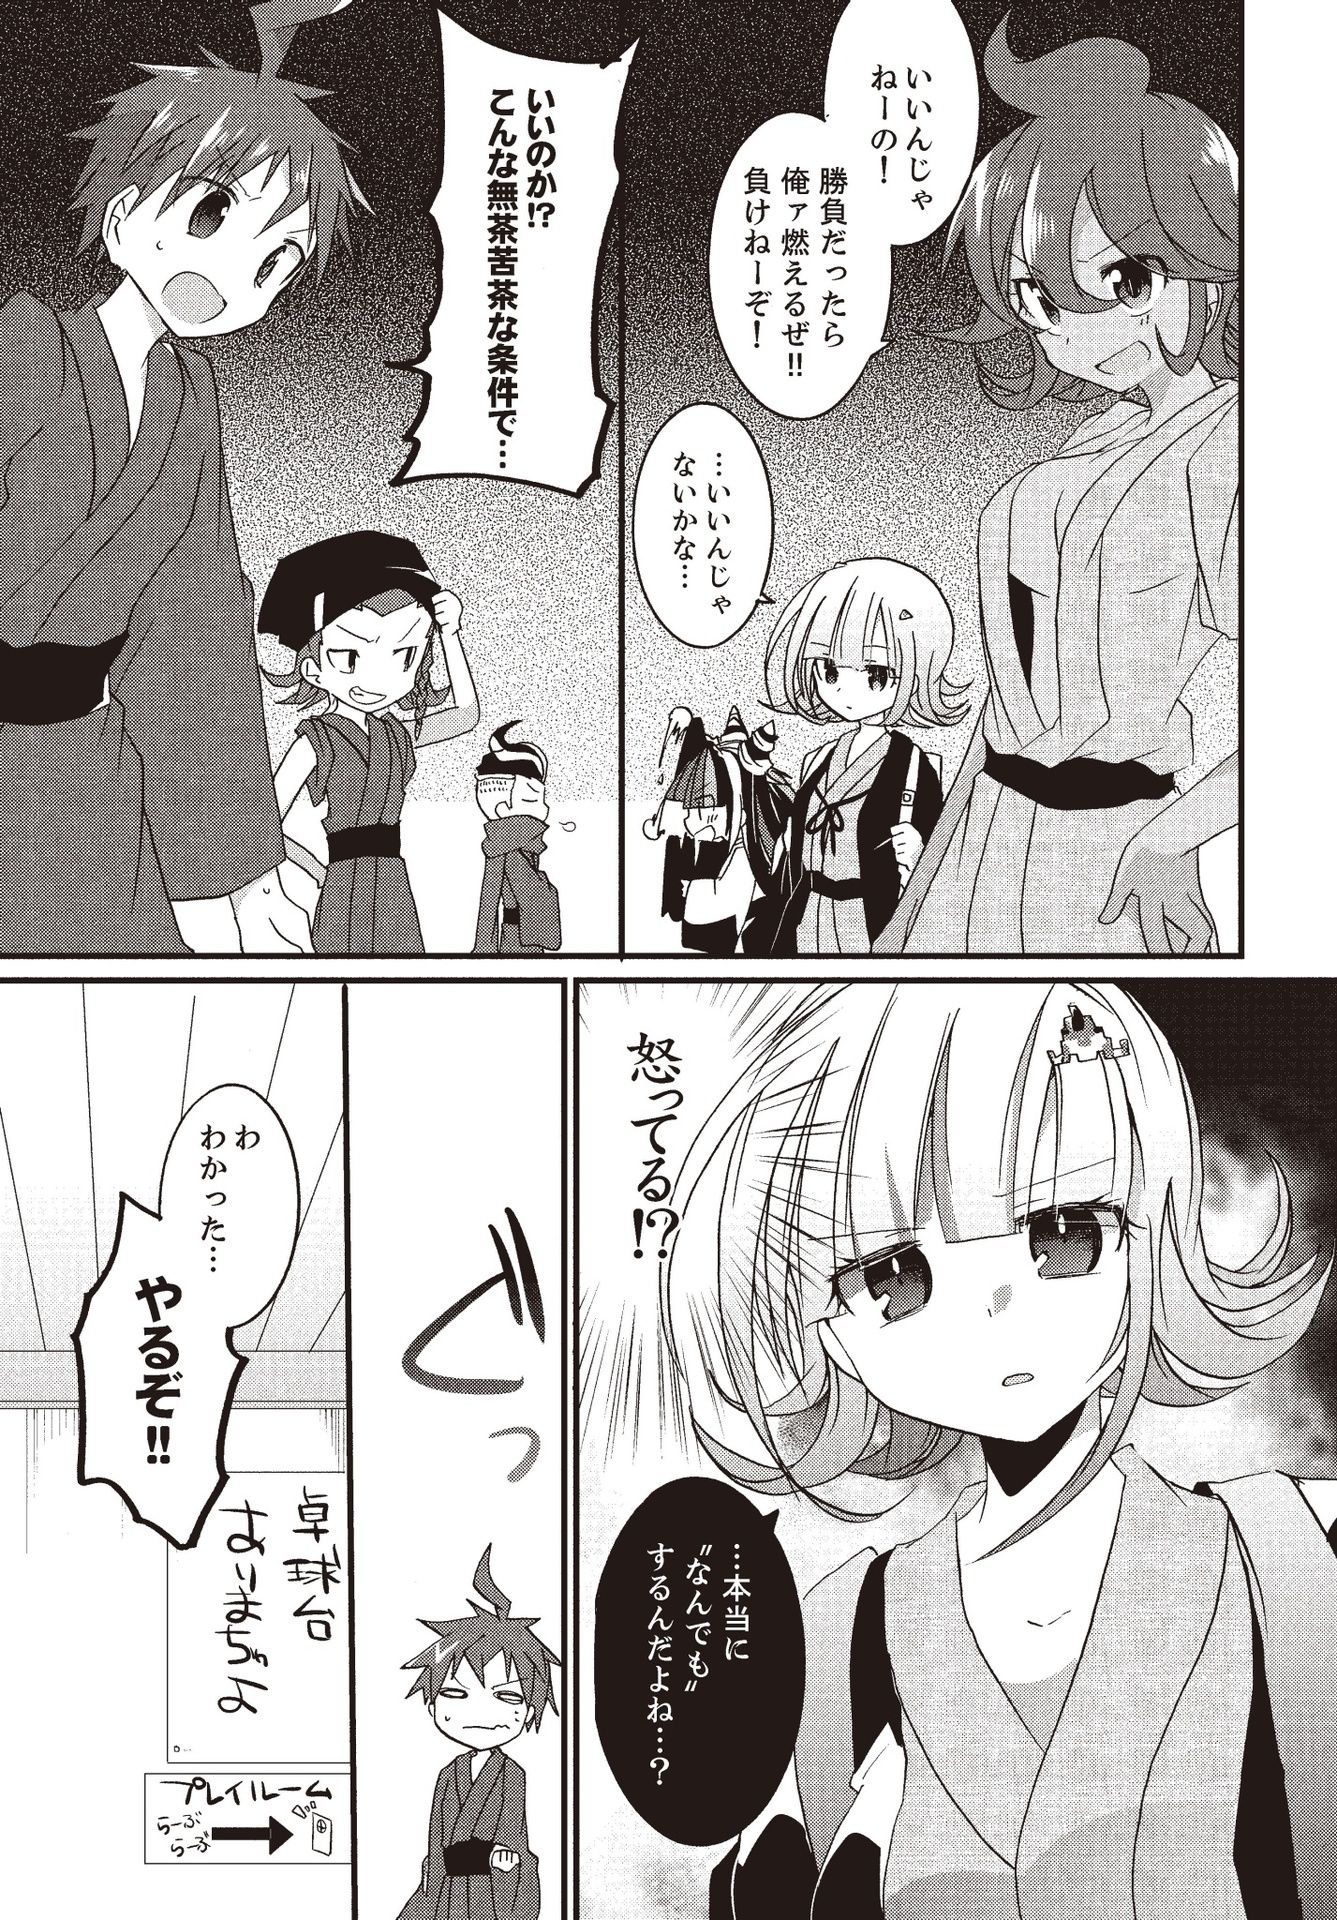 いいんじゃ
ねーの！
勝負だったら
俺ァ燃えるぜ!!
負けねーぞ！
…いいんじゃ
ないかな…
いいのか!?
こんな無茶苦茶な条件で…
怒ってる!?
…本当に
〝なんでも〟
するんだよね…？
ぐっ
わ
わかった…
やるぞ!!
卓球台
ありまぢよ
プレイルーム
らーぶ
らーぶ